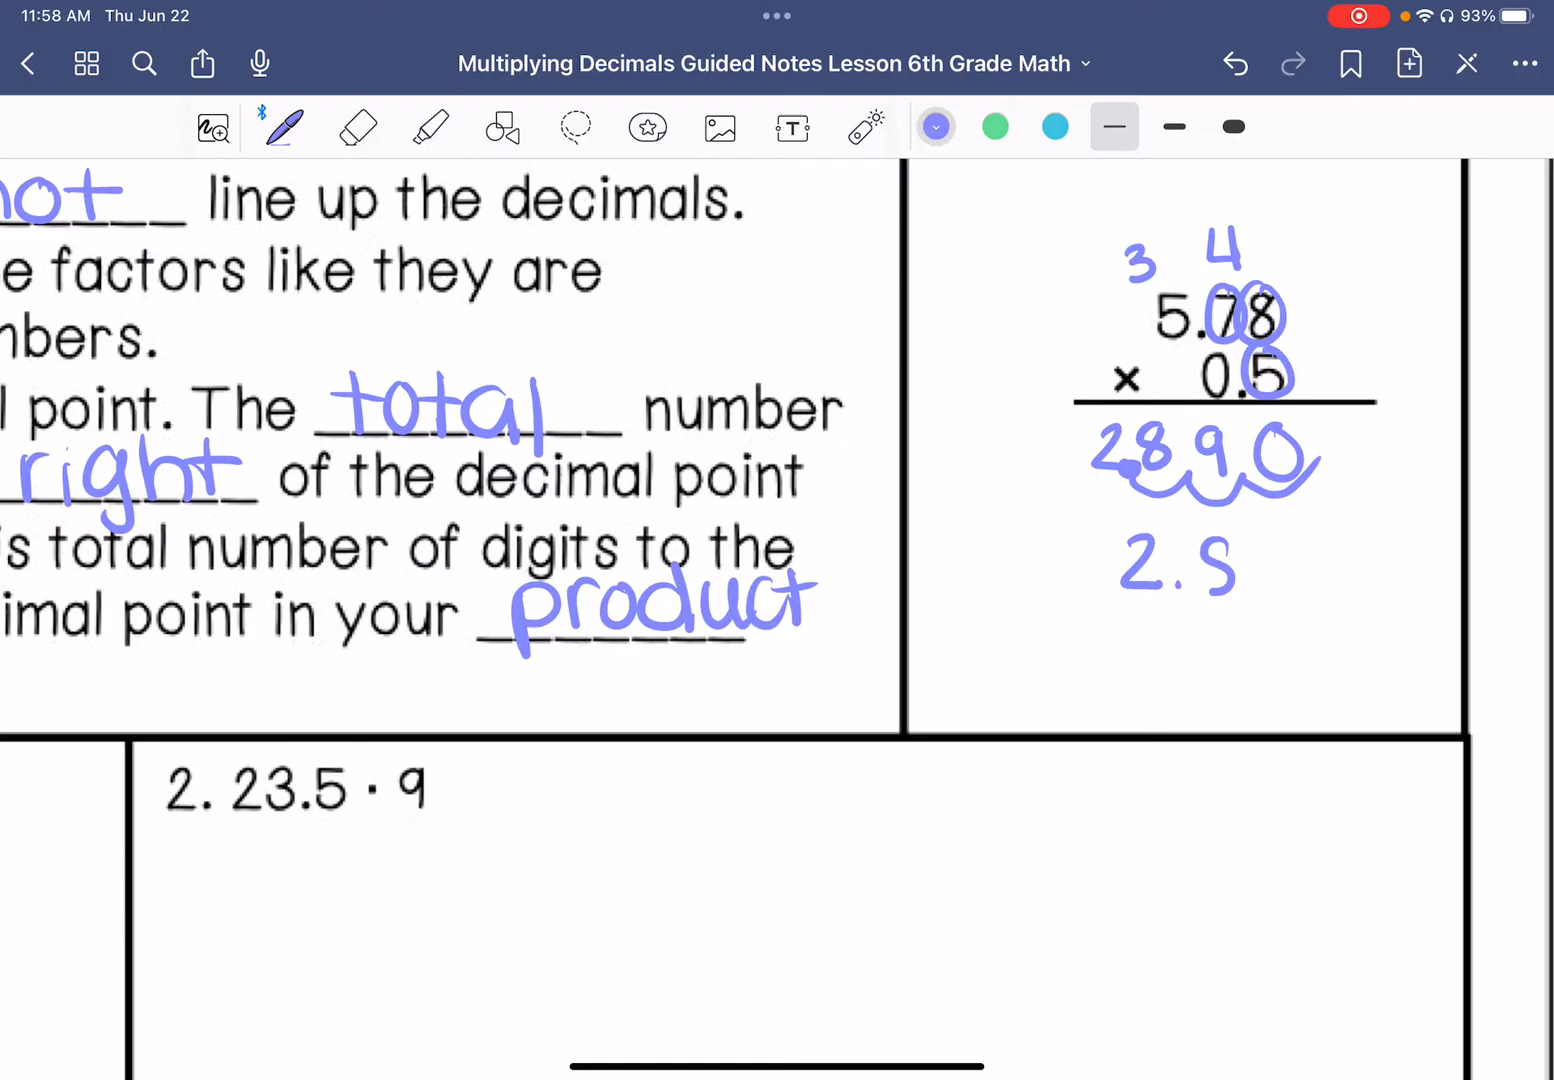 11:58 AM Thu Jun 22
93%
Multiplying Decimals Guided Notes Lesson 6th Grade Math
not line up the decimals.
e factors like they are
mbers.
l point. The total number
right of the decimal point
s total number of digits to the
imal point in your product
3 4
5.78
× 0.5
2890
2.S
2. 23.5 · 9